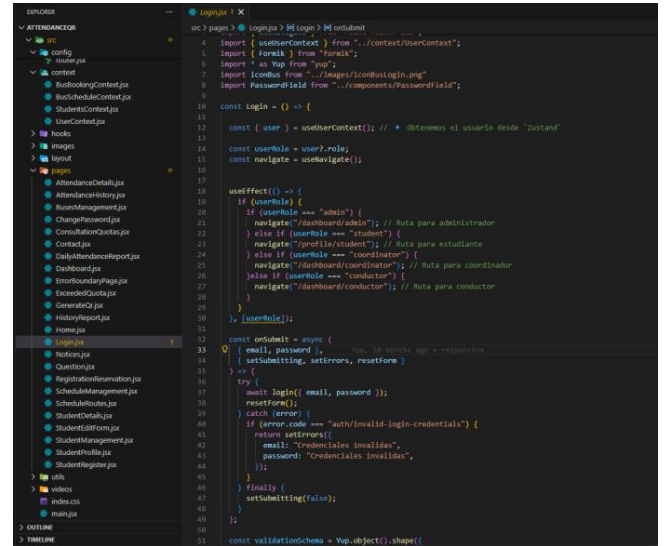 EXPLORER
ATTENDANCEQR
src
config
router.jsx
context
BusBookingContext.jsx
BusScheduleContext.jsx
StudentsContext.jsx
UserContext.jsx
hooks
images
layout
pages
AttendanceDetails.jsx
AttendanceHistory.jsx
BusesManagement.jsx
ChangePassword.jsx
ConsultationQuotas.jsx
Contact.jsx
DailyAttendanceReport.jsx
Dashboard.jsx
ErrorBoundaryPage.jsx
ExceededQuota.jsx
GenerateQr.jsx
HistoryReport.jsx
Home.jsx
Login.jsx 1
Notices.jsx
Question.jsx
RegistrationReservation.jsx
ScheduleManagement.jsx
ScheduleRoutes.jsx
StudentDetails.jsx
StudentEditForm.jsx
StudentManagement.jsx
StudentProfile.jsx
StudentRegister.jsx
utils
videos
index.css
main.jsx
OUTLINE
TIMELINE
Login.jsx 1 X
src > pages > Login.jsx > Login > onSubmit
4 import { useUserContext } from "../context/UserContext";
5 import { Formik } from "formik";
6 import * as Yup from "yup";
7 import iconBus from "../images/iconBusLogin.png"
8 import PasswordField from "../components/PasswordField";
9
10 const Login = () => {
11
12 const { user } = useUserContext(); // Obtenemos el usuario desde `Zustand`
13
14 const userRole = user?.role;
15 const navigate = useNavigate();
16
17
18 useEffect(() => {
19 if (userRole) {
20 if (userRole === "admin") {
21 navigate("/dashboard/admin"); // Ruta para administrador
22 } else if (userRole === "student") {
23 navigate("/profile/student"); // Ruta para estudiante
24 } else if (userRole === "coordinator") {
25 navigate("/dashboard/coordinator"); // Ruta para coordinador
26 }else if (userRole === "conductor") {
27 navigate("/dashboard/conductor"); // Ruta para conductor
28 }
29 }
30 }, [userRole]);
31
32 const onSubmit = async (
33 { email, password }, You, 10 months ago • responsive
34 { setSubmitting, setErrors, resetForm }
35 ) => {
36 try {
37 await login({ email, password });
38 resetForm();
39 } catch (error) {
40 if (error.code === "auth/invalid-login-credentials") {
41 return setErrors({
42 email: "Credenciales invalidas",
43 password: "Credenciales invalidas",
44 });
45 }
46 } finally {
47 setSubmitting(false);
48 }
49 };
50
51 const validationSchema = Yup.object().shape({